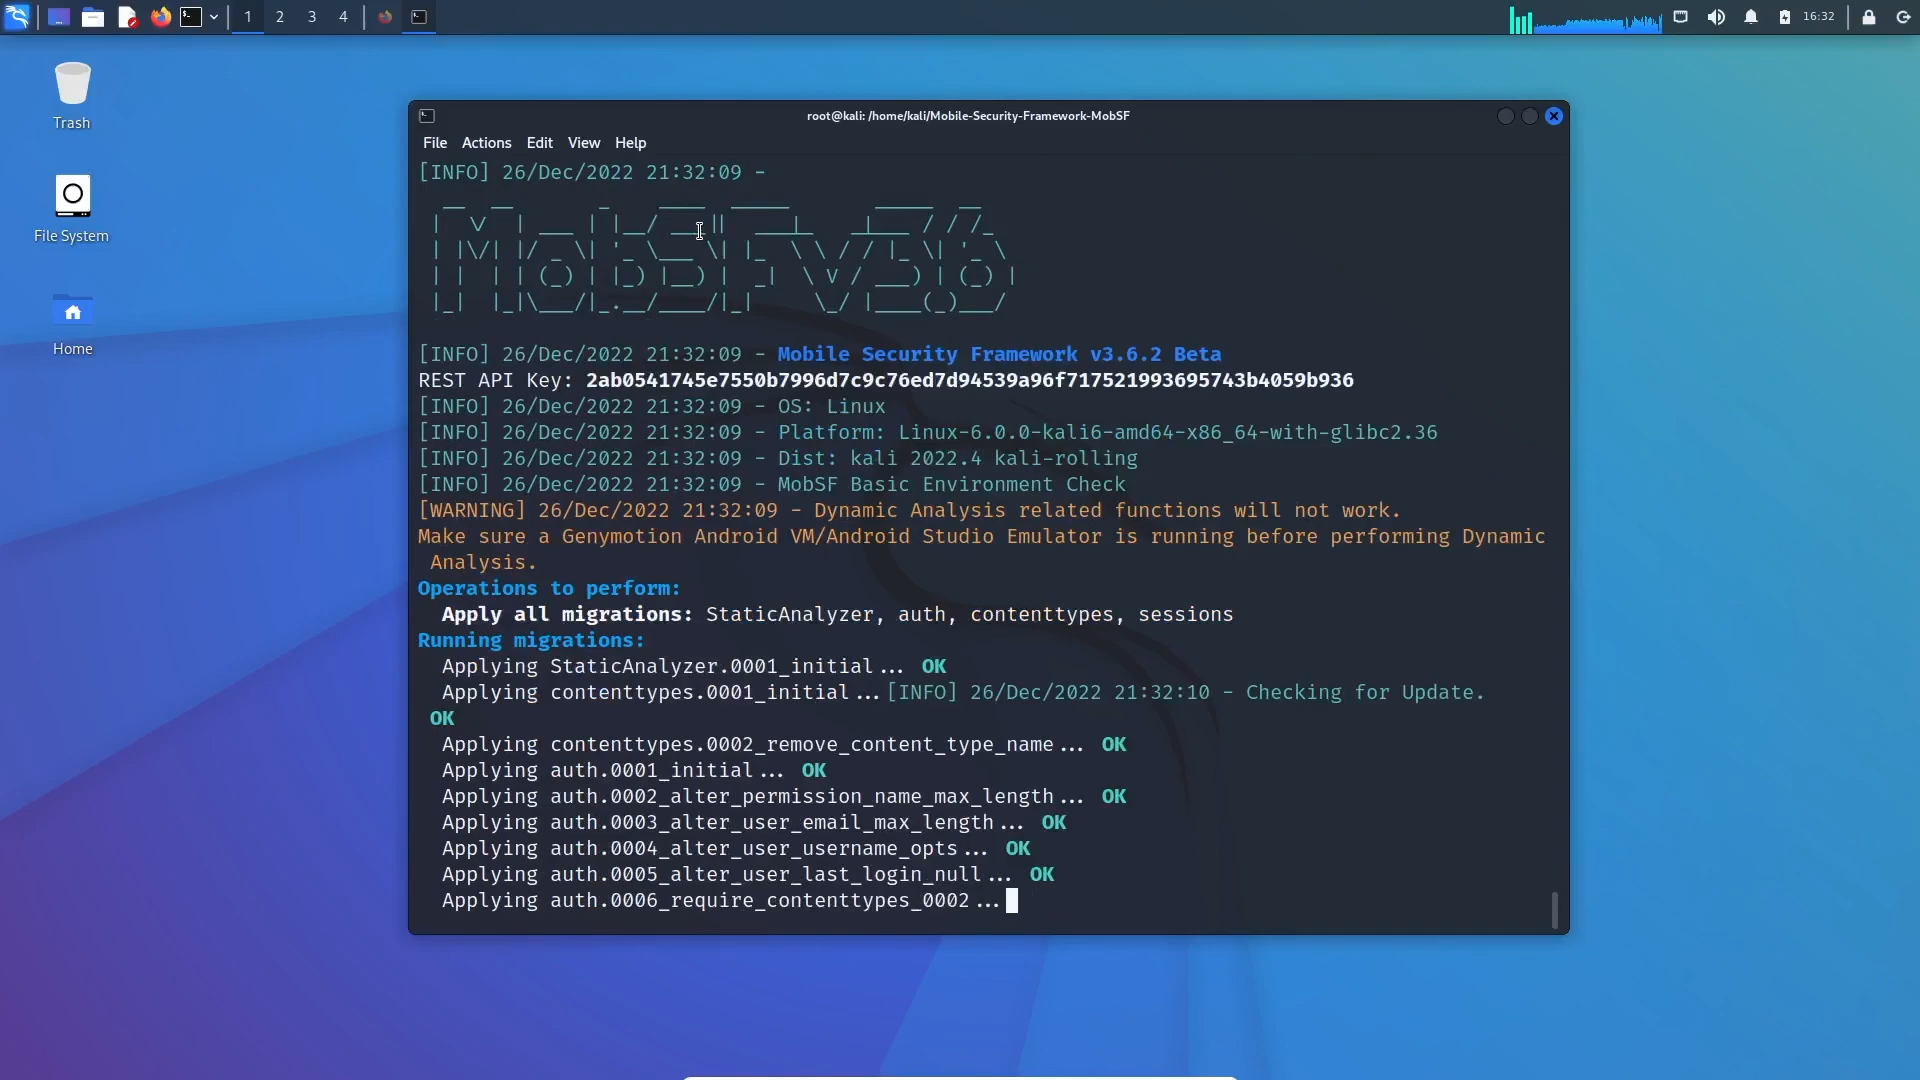 1 2 3 4
16:32
Trash
File System
Home
root@kali: /home/kali/Mobile-Security-Framework-MobSF
File Actions Edit View Help
[INFO] 26/Dec/2022 21:32:09 -
MobSF v3.6
[INFO] 26/Dec/2022 21:32:09 - Mobile Security Framework v3.6.2 Beta
REST API Key: 2ab0541745e7550b7996d7c9c76ed7d94539a96f717521993695743b4059b936
[INFO] 26/Dec/2022 21:32:09 - OS: Linux
[INFO] 26/Dec/2022 21:32:09 - Platform: Linux-6.0.0-kali6-amd64-x86_64-with-glibc2.36
[INFO] 26/Dec/2022 21:32:09 - Dist: kali 2022.4 kali-rolling
[INFO] 26/Dec/2022 21:32:09 - MobSF Basic Environment Check
[WARNING] 26/Dec/2022 21:32:09 - Dynamic Analysis related functions will not work.
Make sure a Genymotion Android VM/Android Studio Emulator is running before performing Dynamic
Analysis.
Operations to perform:
Apply all migrations: StaticAnalyzer, auth, contenttypes, sessions
Running migrations:
Applying StaticAnalyzer.0001_initial... OK
Applying contenttypes.0001_initial...[INFO] 26/Dec/2022 21:32:10 - Checking for Update.
OK
Applying contenttypes.0002_remove_content_type_name... OK
Applying auth.0001_initial... OK
Applying auth.0002_alter_permission_name_max_length... OK
Applying auth.0003_alter_user_email_max_length... OK
Applying auth.0004_alter_user_username_opts... OK
Applying auth.0005_alter_user_last_login_null... OK
Applying auth.0006_require_contenttypes_0002...